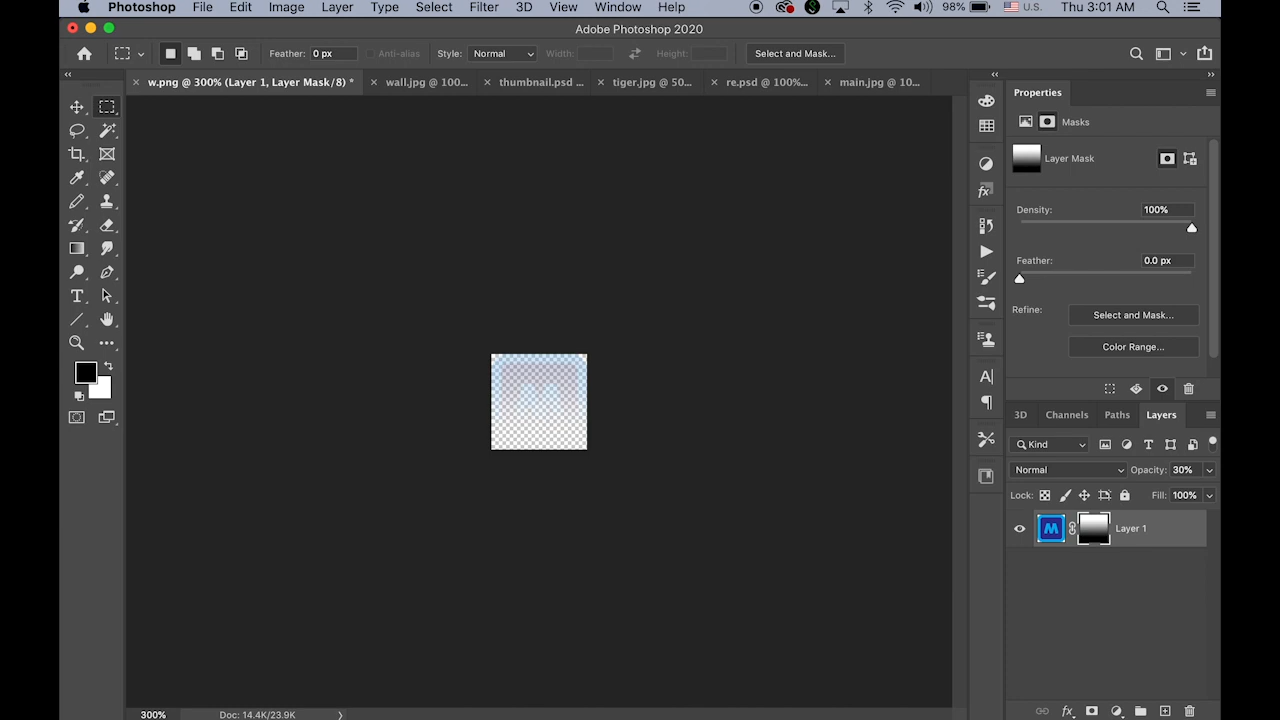 Photoshop File Edit Image Layer Type Select Filter 3D View Window Help 98% U.S. Thu 3:01 AM
Adobe Photoshop 2020
Feather: 0 px Anti-alias Style: Normal Width: Height: Select and Mask...
w.png @ 300% (Layer 1, Layer Mask/8) * wall.jpg @ 100... thumbnail.psd ... tiger.jpg @ 50... re.psd @ 100%... main.jpg @ 10...
Properties
Masks
Layer Mask
Density: 100%
Feather: 0.0 px
Refine: Select and Mask...
Color Range...
3D Channels Paths Layers
Kind
Normal Opacity: 30%
Lock: Fill: 100%
M Layer 1
300% Doc: 14.4K/23.9K